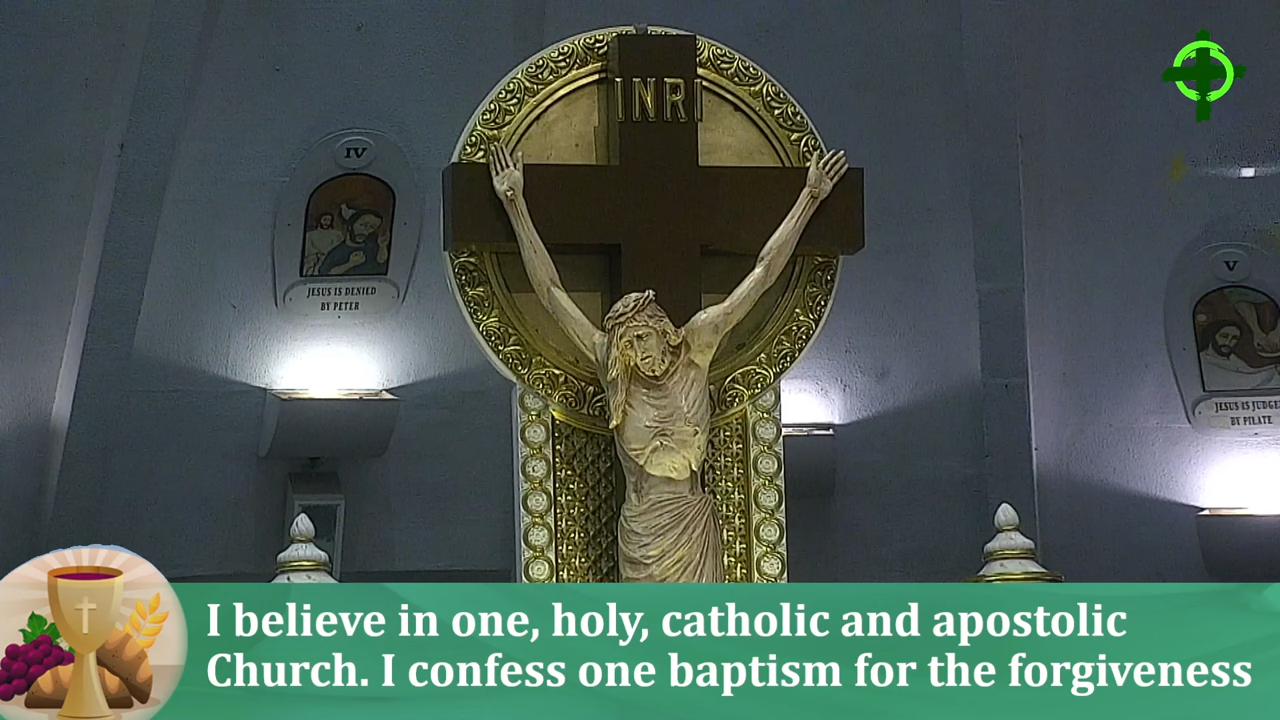 INRI
IV
JESUS IS DENIED
BY PETER
V
JESUS IS JUDGE
BY PILATE
I believe in one, holy, catholic and apostolic
Church. I confess one baptism for the forgiveness